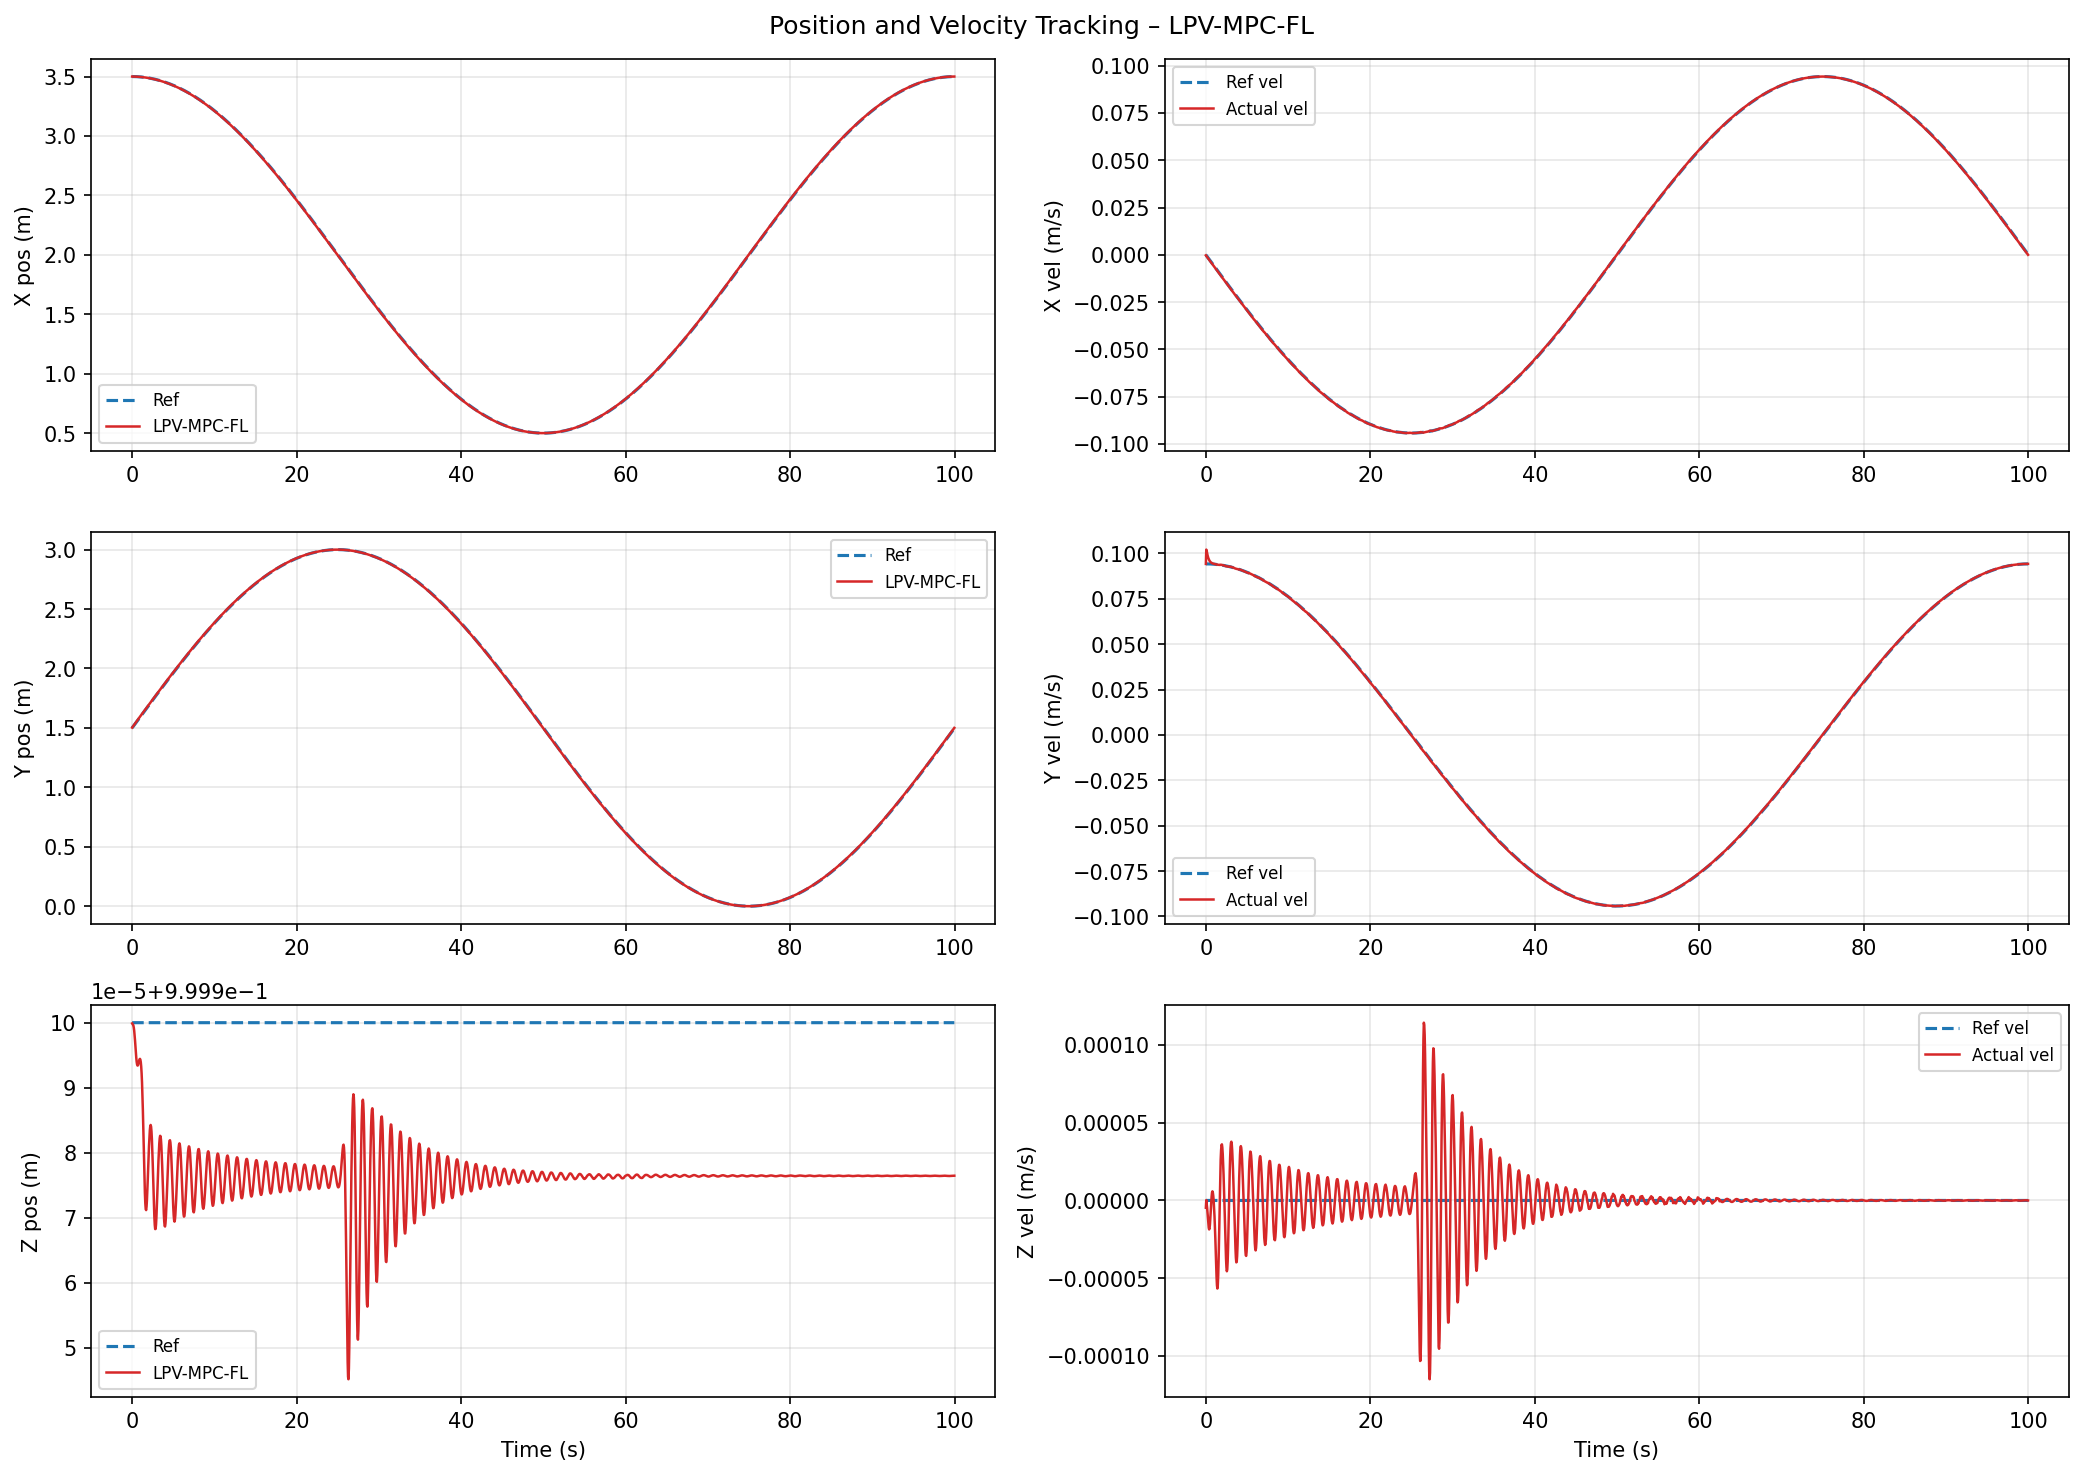 Position and Velocity Tracking – LPV-MPC-FL
3.5
3.0
2.5
2.0
1.5
1.0
0.5
X pos (m)
Ref
LPV-MPC-FL
0 20 40 60 80 100
0.100
0.075
0.050
0.025
0.000
−0.025
−0.050
−0.075
−0.100
X vel (m/s)
Ref vel
Actual vel
0 20 40 60 80 100
3.0
2.5
2.0
1.5
1.0
0.5
0.0
Y pos (m)
Ref
LPV-MPC-FL
0 20 40 60 80 100
0.100
0.075
0.050
0.025
0.000
−0.025
−0.050
−0.075
−0.100
Y vel (m/s)
Ref vel
Actual vel
0 20 40 60 80 100
1e−5+9.999e−1
10
9
8
7
6
5
Z pos (m)
Ref
LPV-MPC-FL
0 20 40 60 80 100
Time (s)
0.00010
0.00005
0.00000
−0.00005
−0.00010
Z vel (m/s)
Ref vel
Actual vel
0 20 40 60 80 100
Time (s)